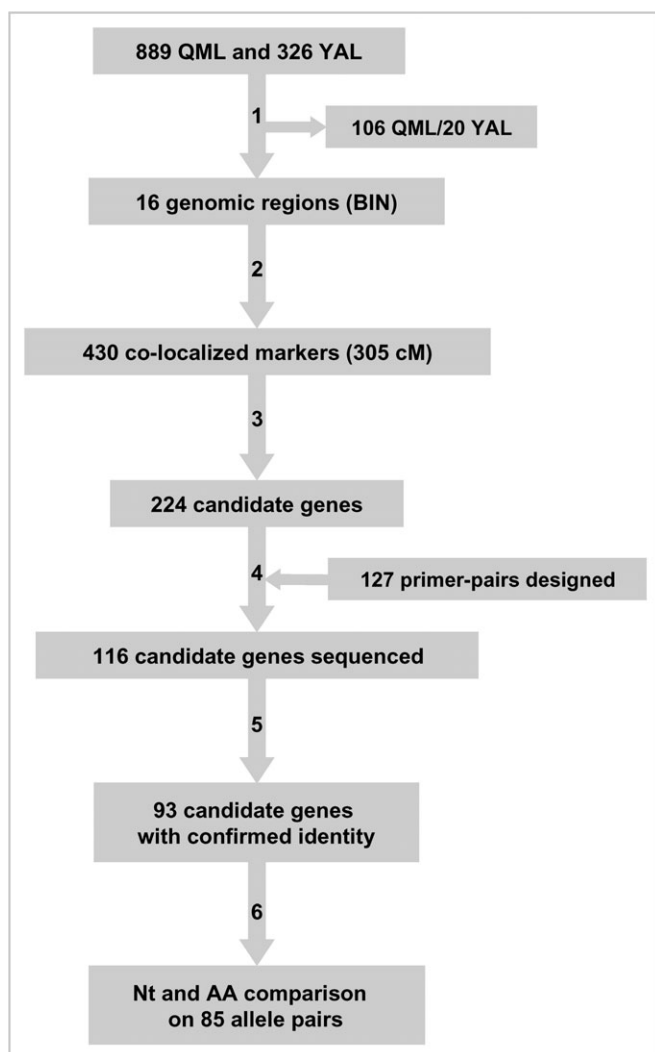 889 QML and 326 YAL
1
106 QML/20 YAL
16 genomic regions (BIN)
2
430 co-localized markers (305 cM)
3
224 candidate genes
4
127 primer-pairs designed
116 candidate genes sequenced
5
93 candidate genes
with confirmed identity
6
Nt and AA comparison
on 85 allele pairs